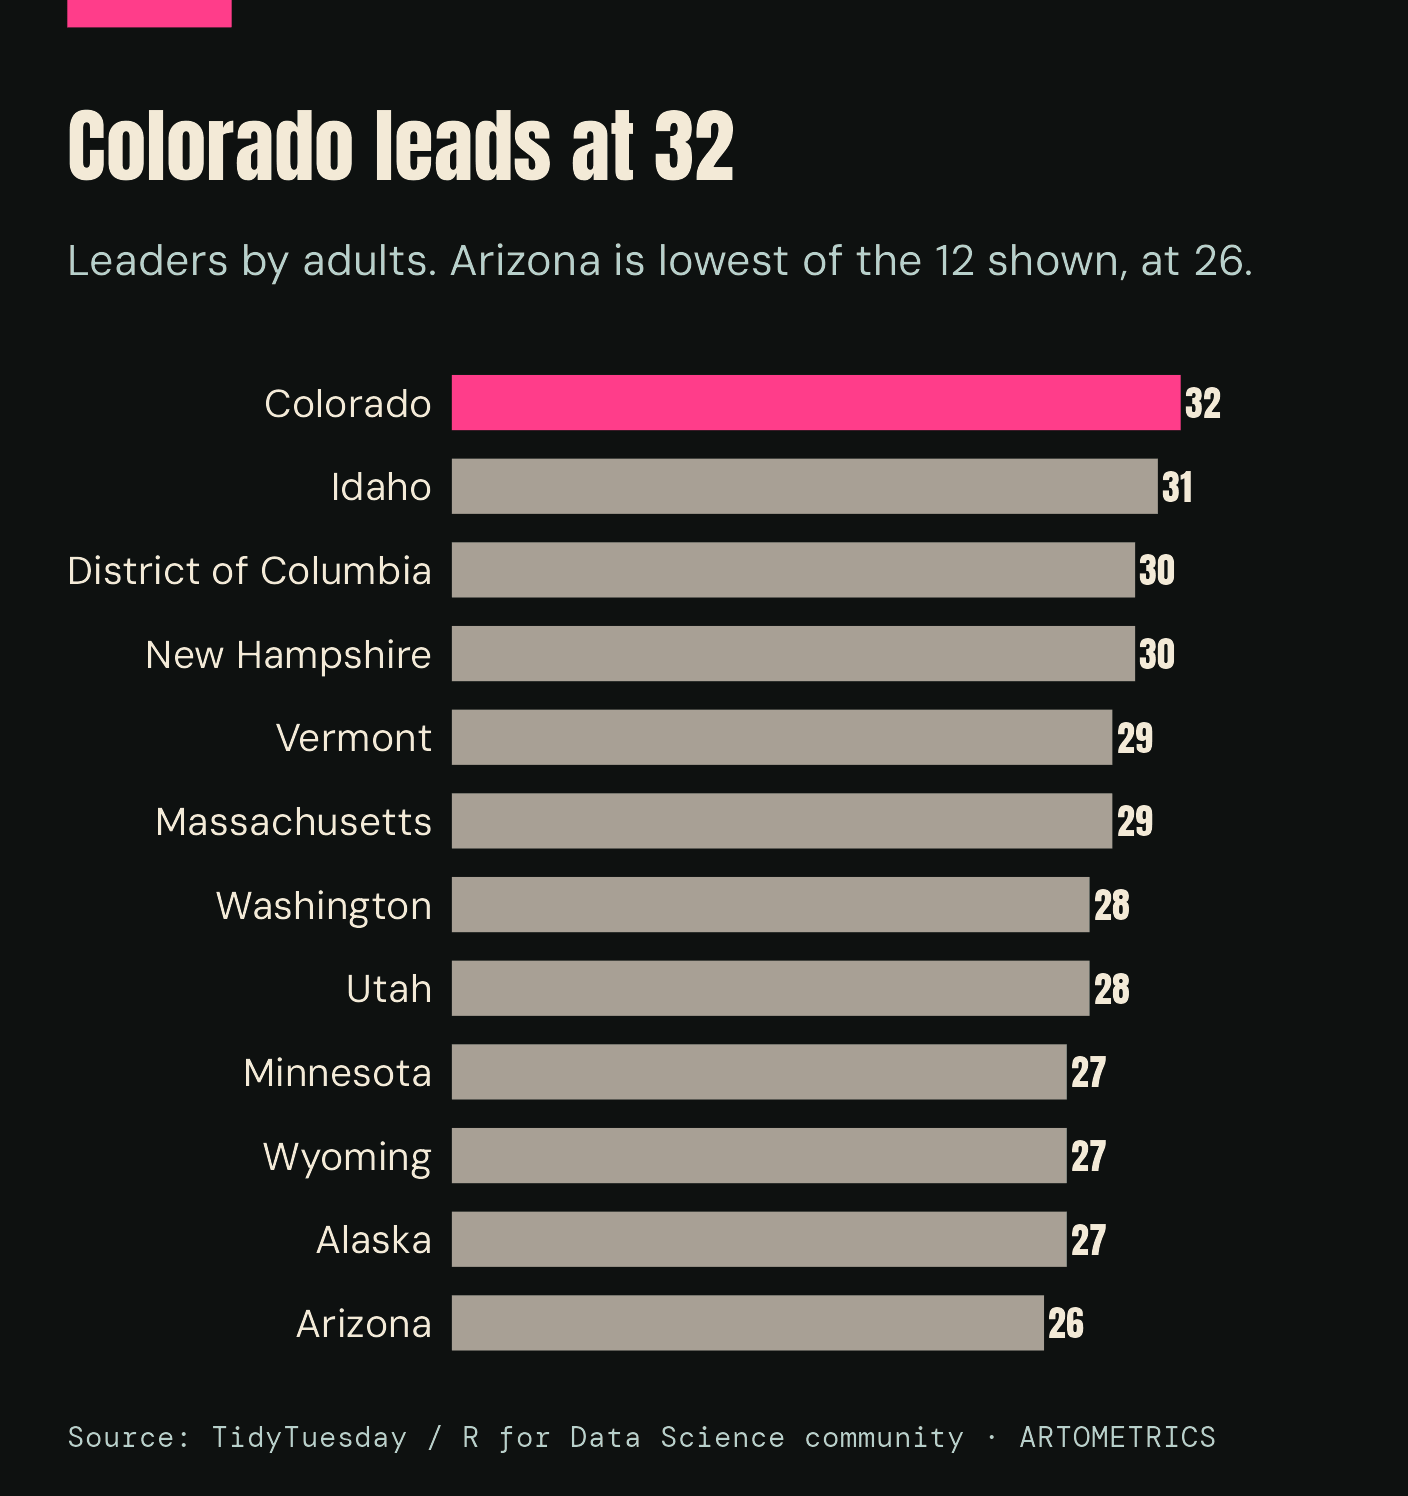 Colorado leads at 32
Leaders by adults. Arizona is lowest of the 12 shown, at 26.
Colorado 32
Idaho 31
District of Columbia 30
New Hampshire 30
Vermont 29
Massachusetts 29
Washington 28
Utah 28
Minnesota 27
Wyoming 27
Alaska 27
Arizona 26
Source: TidyTuesday / R for Data Science community · ARTOMETRICS